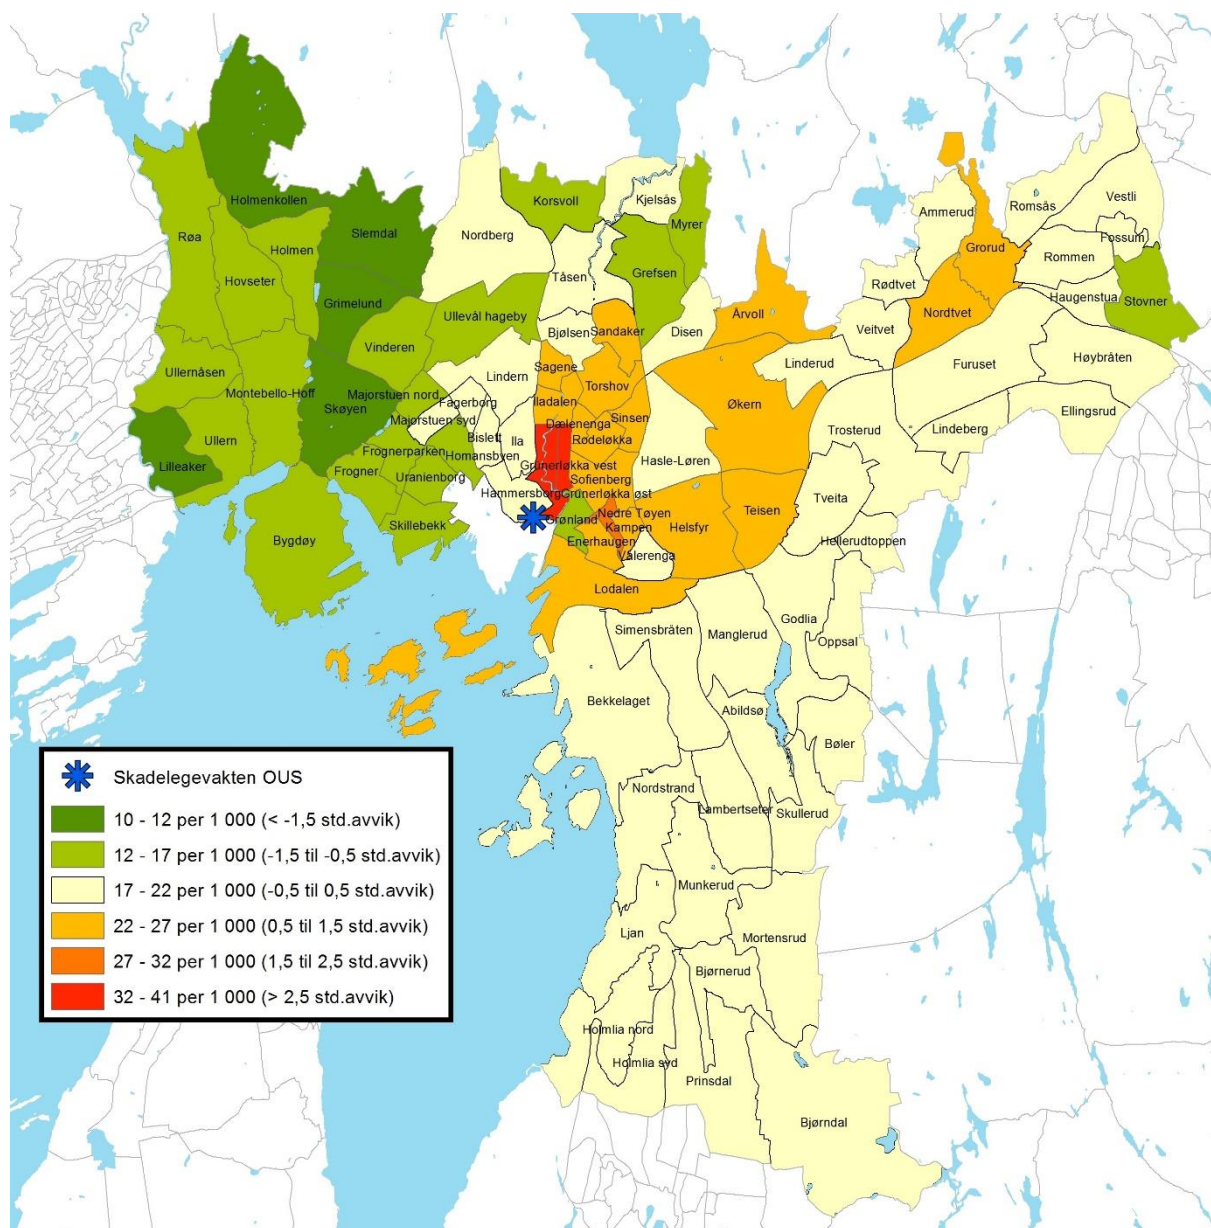 Holmenkollen
Korsvoll
Kjelsås
Vestli
Ammerud
Romsås
Slemdal
Myrer
Røa
Nordberg
Fossum
Holmen
Grorud
Rommen
Hovseter
Tåsen
Grefsen
Rødtvet
Haugenstua
Stovner
Grimelund
Ullevål hageby
Årvoll
Nordtvet
Bjølsen
Sandaker
Disen
Veitvet
Vinderen
Høybråten
Furuset
Linderud
Sagene
Ullernåsen
Lindern
Ellingsrud
Montebello-Hoff
Majorstuen nord
Torshov
Fagerborg
Iladalen
Økern
Skøyen
Majorstuen syd
Sinsen
Dælenenga
Lindeberg
Trosterud
Ullern
Bislett
Ila
Rodeløkka
Frognerparken
Homansbyen
Lilleaker
Grünerløkka vest
Hasle-Løren
Frogner
Uranienborg
Sofienberg
Hammersborg
Grünerløkka øst
Tveita
Grønland
Nedre Tøyen
Teisen
Skillebekk
Kampen
Helsfyr
Bygdøy
Enerhaugen
Hellerudtoppen
Vålerenga
Lodalen
Godlia
Simensbråten
Manglerud
Oppsal
Bekkelaget
Abildsø
Bøler
Nordstrand
Lambertseter
Skullerud
Munkerud
Ljan
Mortensrud
Bjørnerud
Holmlia nord
Holmlia syd
Prinsdal
Bjørndal
Skadelegevakten OUS
10 - 12 per 1 000 (< -1,5 std.avvik)
12 - 17 per 1 000 (-1,5 til -0,5 std.avvik)
17 - 22 per 1 000 (-0,5 til 0,5 std.avvik)
22 - 27 per 1 000 (0,5 til 1,5 std.avvik)
27 - 32 per 1 000 (1,5 til 2,5 std.avvik)
32 - 41 per 1 000 (> 2,5 std.avvik)